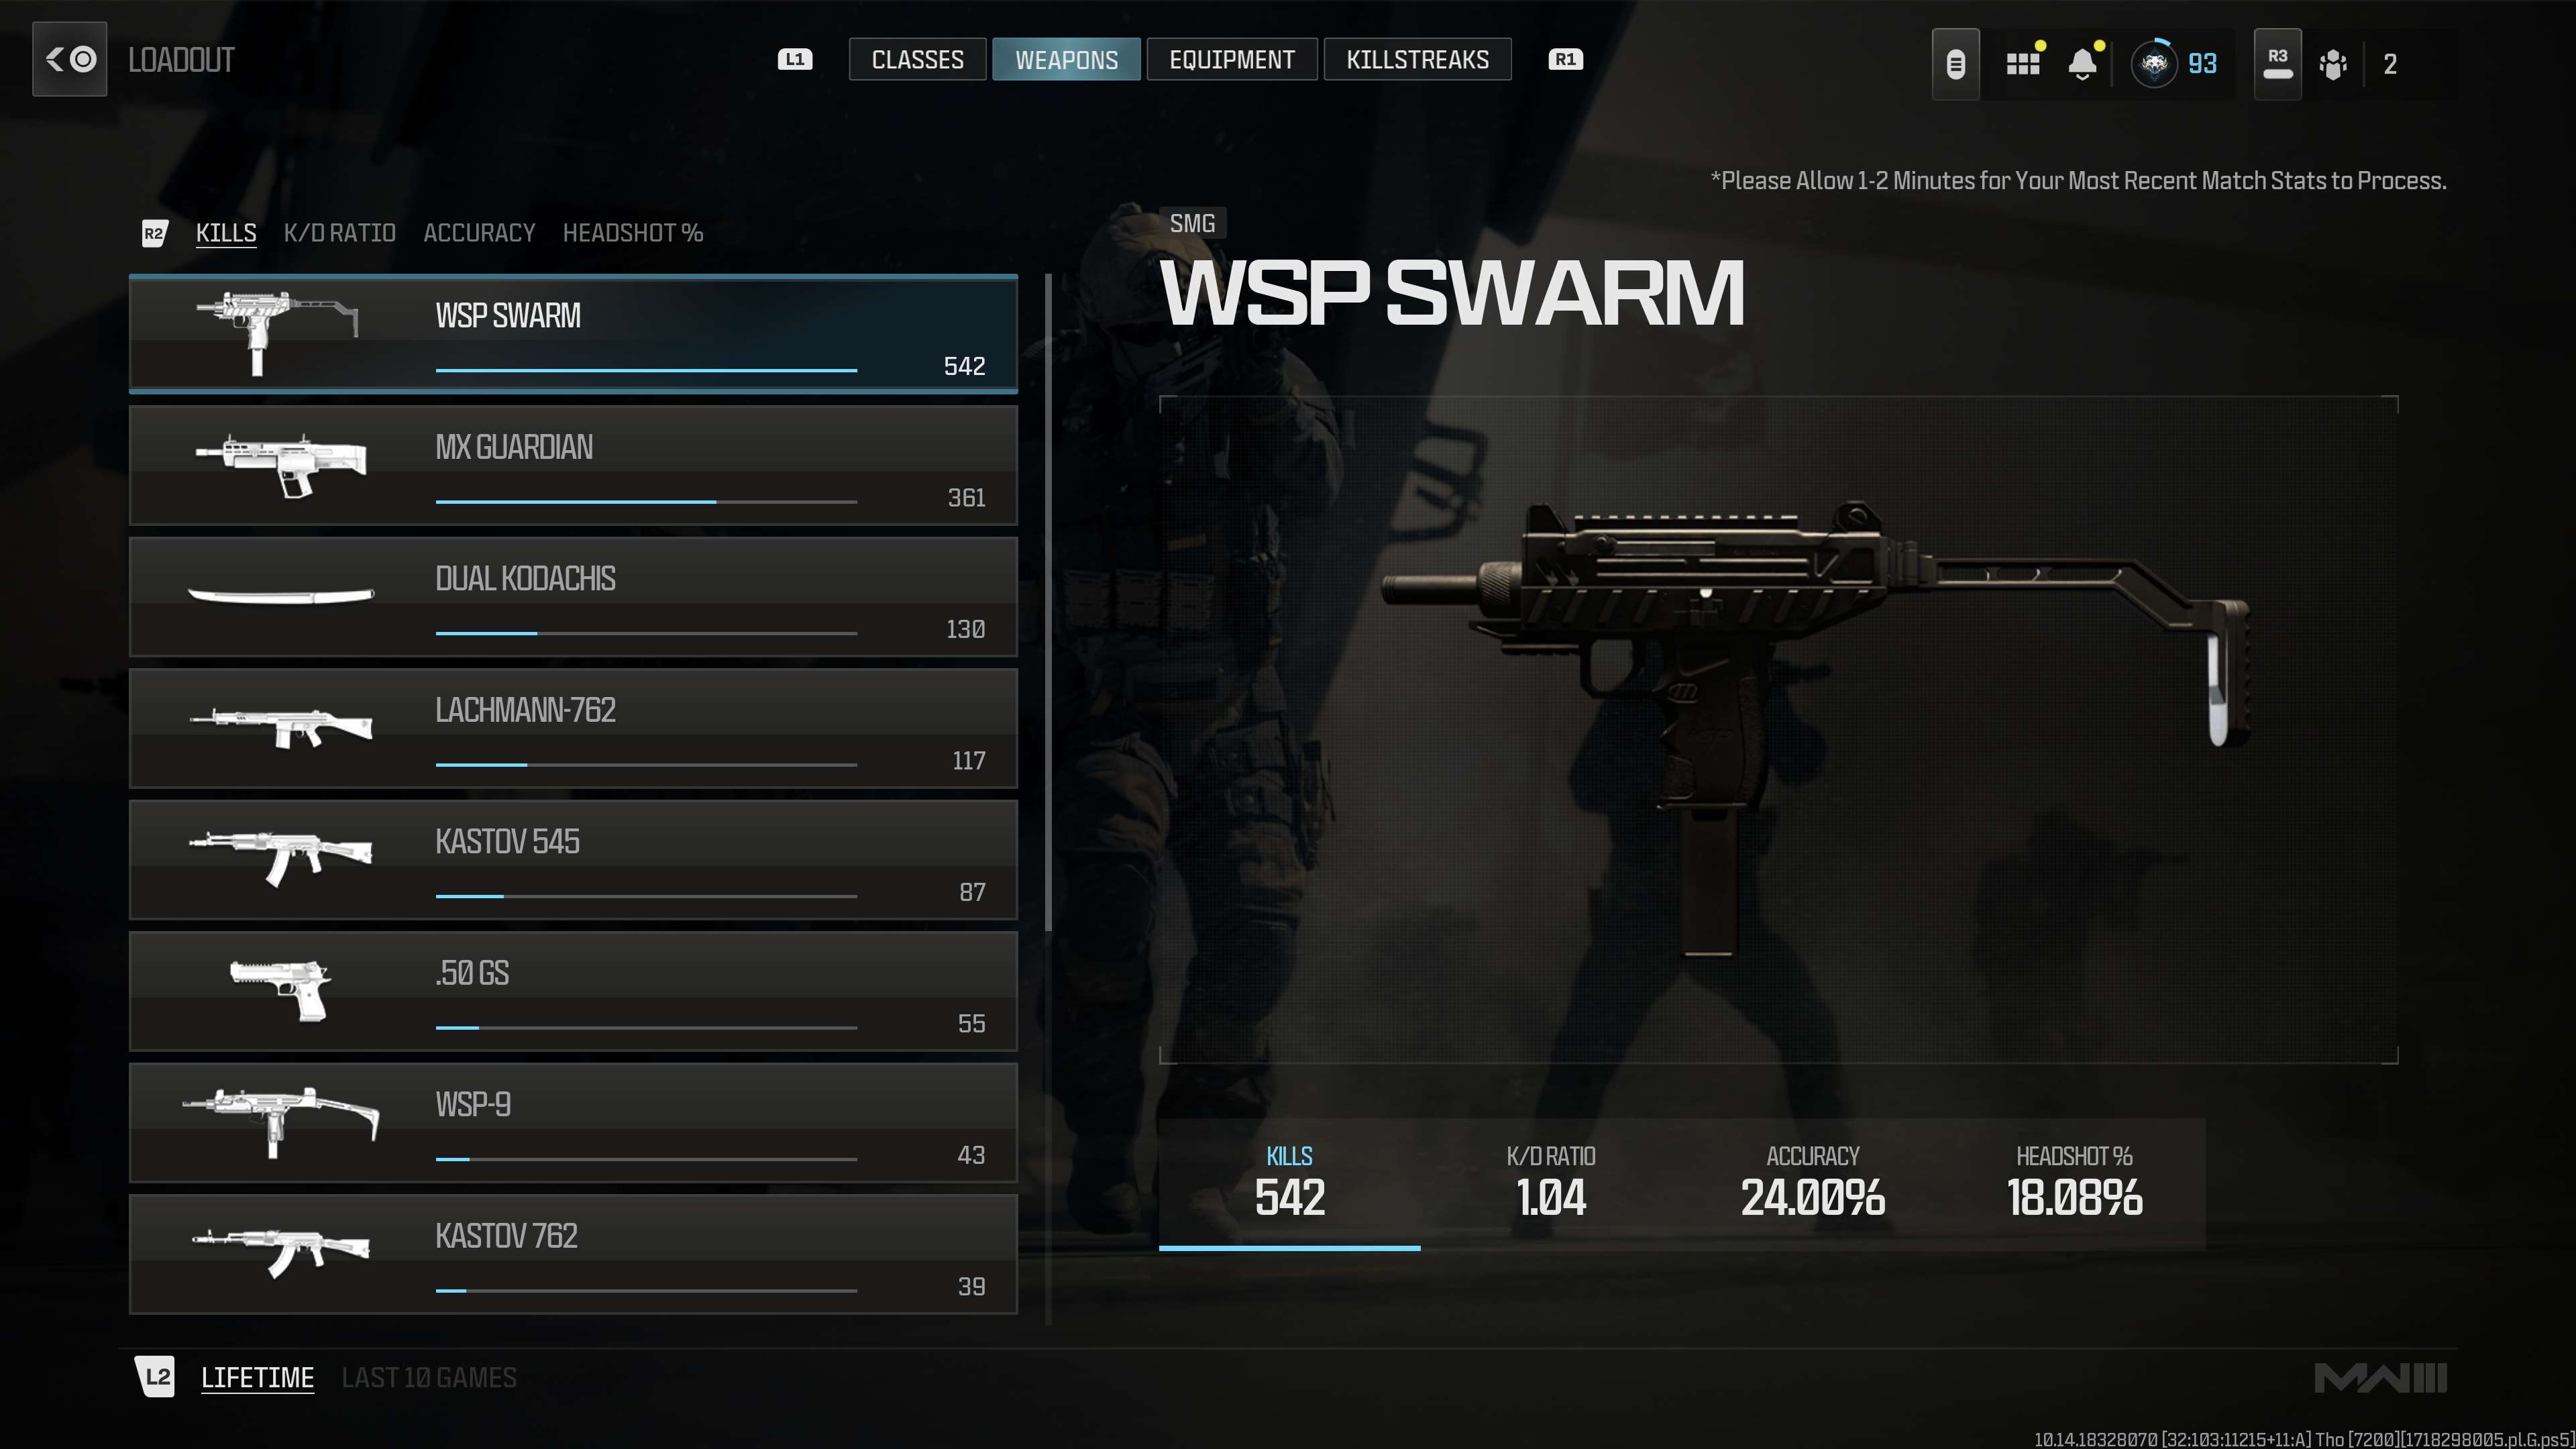 LOADOUT
L1 CLASSES WEAPONS EQUIPMENT KILLSTREAKS R1
93 R3 2
*Please Allow 1-2 Minutes for Your Most Recent Match Stats to Process.
R2 KILLS K/D RATIO ACCURACY HEADSHOT %
WSP SWARM
542
MX GUARDIAN
361
DUAL KODACHIS
130
LACHMANN-762
117
KASTOV 545
87
.50 GS
55
WSP-9
43
KASTOV 762
39
SMG
WSP SWARM
KILLS K/D RATIO ACCURACY HEADSHOT %
542 1.04 24.00% 18.08%
L2 LIFETIME LAST 10 GAMES
MWIII
10.14.18328070 [32:103:11215+11:A] Tho [7200][1718298005.pl.G.ps5]